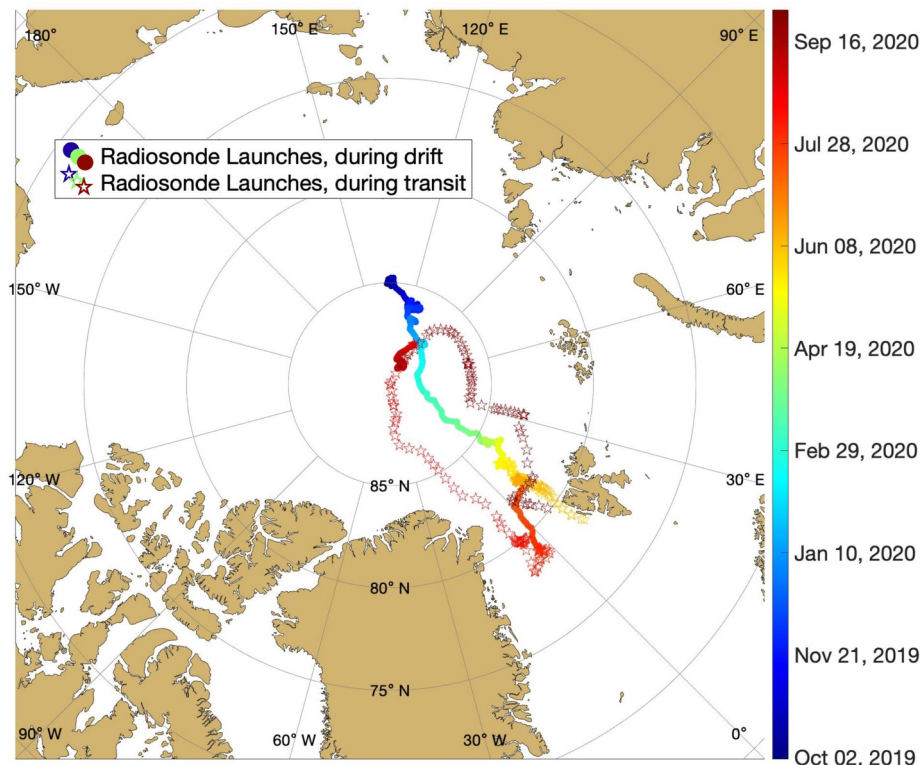 180°
150° E
120° E
90° E
Sep 16, 2020
Radiosonde Launches, during drift
Radiosonde Launches, during transit
Jul 28, 2020
Jun 08, 2020
150° W
60° E
Apr 19, 2020
Feb 29, 2020
120° W
85° N
30° E
Jan 10, 2020
80° N
Nov 21, 2019
75° N
90° W
60° W
30° W
0°
Oct 02, 2019